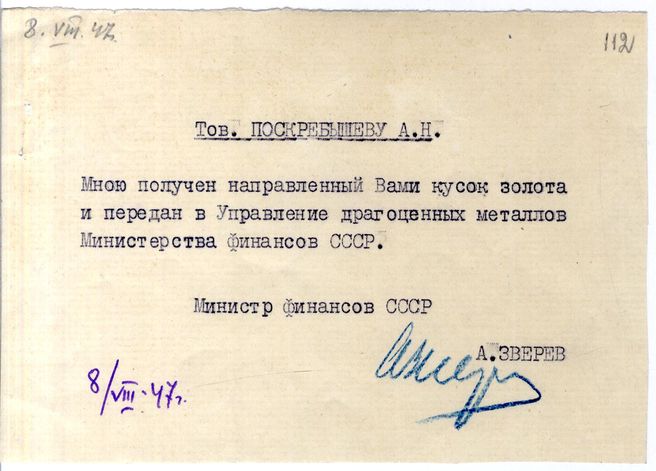 8. VIII. 47.
112
Тов. ПОСКРЕБЫШЕВУ А.Н.
Мною получен направленный Вами кусок золота
и передан в Управление драгоценных металлов
Министерства финансов СССР.
Министр финансов СССР
А.ЗВЕРЕВ
8/VIII-47г.